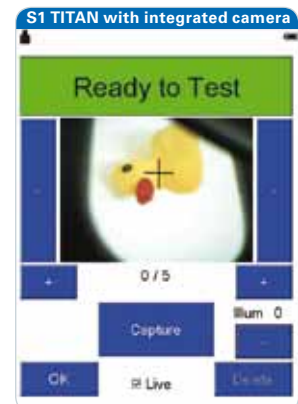 S1 TITAN with integrated camera
Ready to Test
0 / 5
+
+
Illum 0
Capture
-
OK
Live
Delete